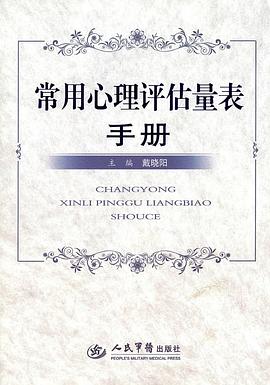 常用心理评估量表
手册
主 编 戴晓阳
CHANGYONG
XINLI PINGGU LIANGBIAO
SHOUCE
人民军医出版社
PEOPLE'S MILITARY MEDICAL PRESS